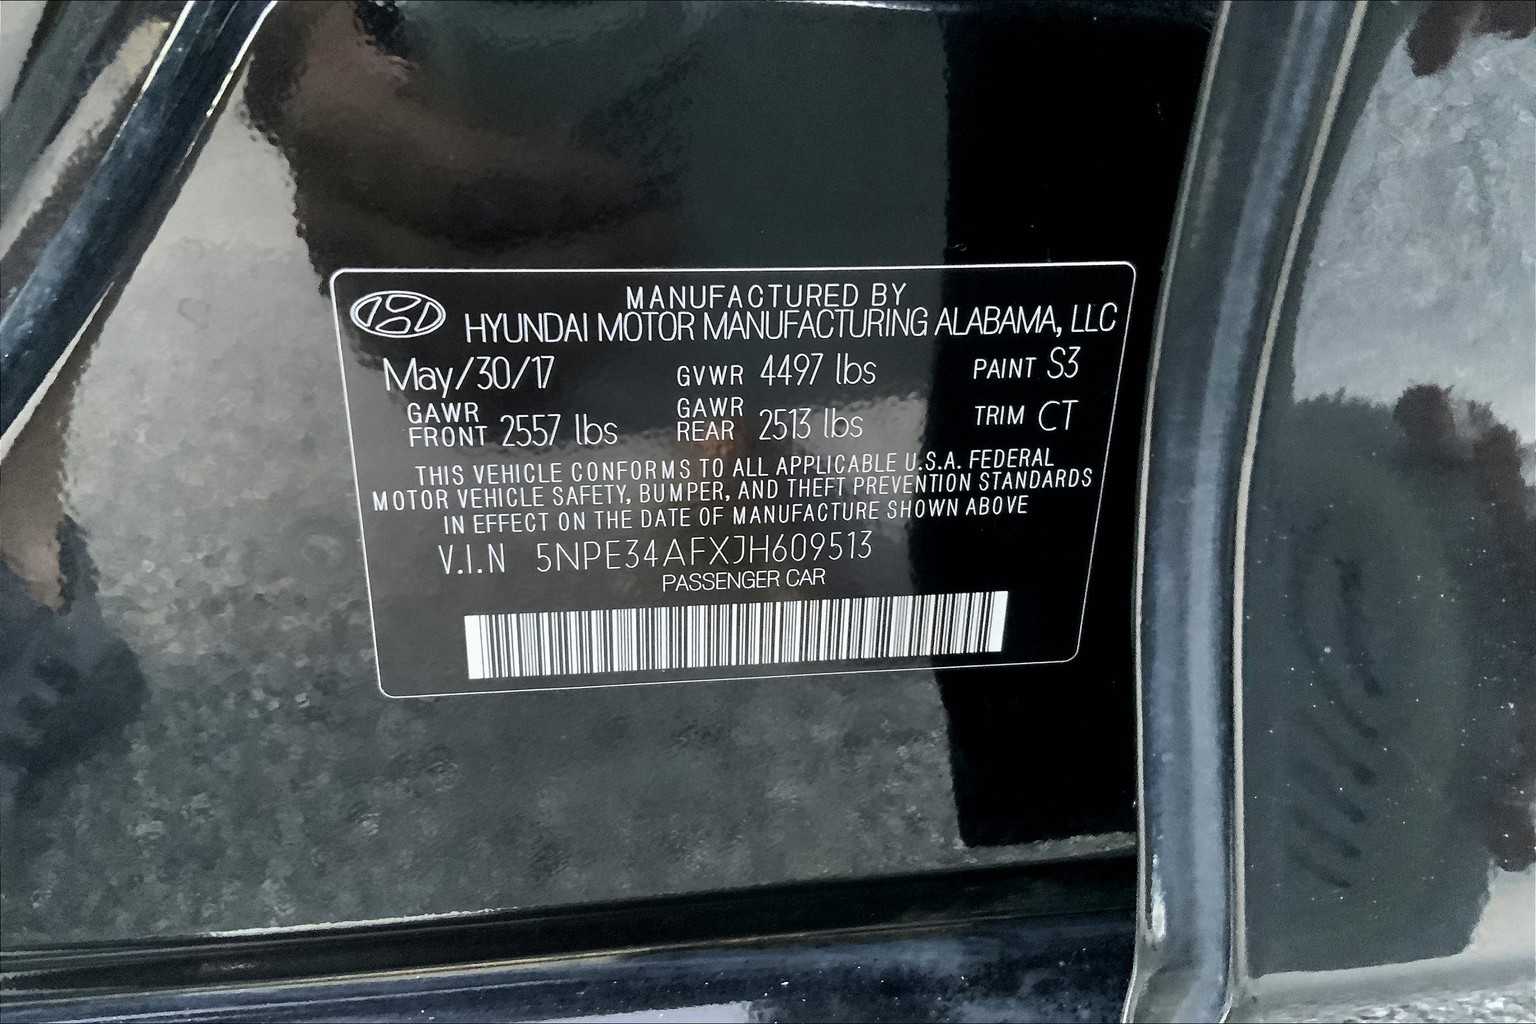 MANUFACTURED BY
HYUNDAI MOTOR MANUFACTURING ALABAMA, LLC
May/30/17 GVWR 4497 lbs PAINT S3
GAWR FRONT 2557 lbs GAWR REAR 2513 lbs TRIM CT
THIS VEHICLE CONFORMS TO ALL APPLICABLE U.S.A. FEDERAL
MOTOR VEHICLE SAFETY, BUMPER, AND THEFT PREVENTION STANDARDS
IN EFFECT ON THE DATE OF MANUFACTURE SHOWN ABOVE
V.I.N 5NPE34AFXJH609513
PASSENGER CAR